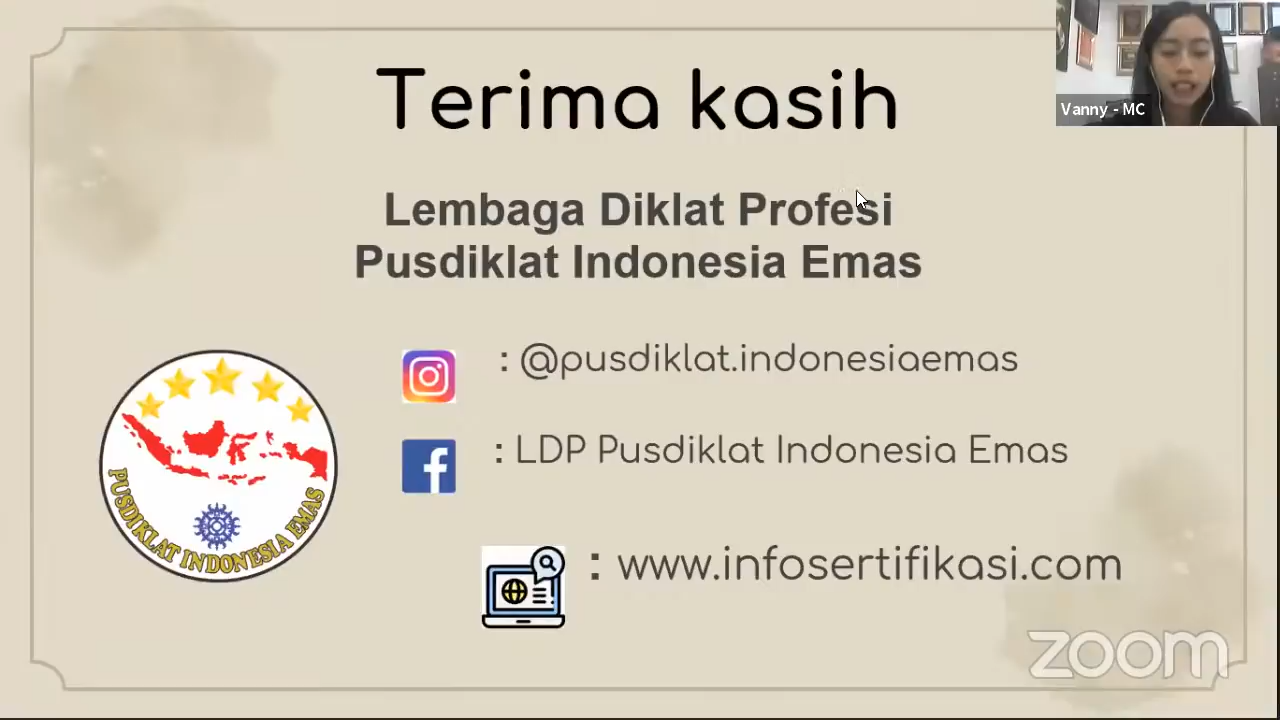 Terima kasih
Vanny - MC
Lembaga Diklat Profesi
Pusdiklat Indonesia Emas
: @pusdiklat.indonesiaemas
: LDP Pusdiklat Indonesia Emas
PUSDIKLAT INDONESIA EMAS
: www.infosertifikasi.com
zoom